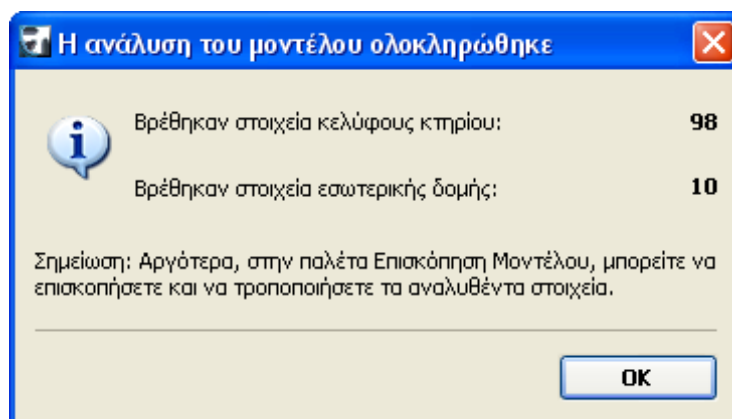 Η ανάλυση του μοντέλου ολοκληρώθηκε
Βρέθηκαν στοιχεία κελύφους κτηρίου: 98
Βρέθηκαν στοιχεία εσωτερικής δομής: 10
Σημείωση: Αργότερα, στην παλέτα Επισκόπηση Μοντέλου, μπορείτε να
επισκοπήσετε και να τροποποιήσετε τα αναλυθέντα στοιχεία.
OK